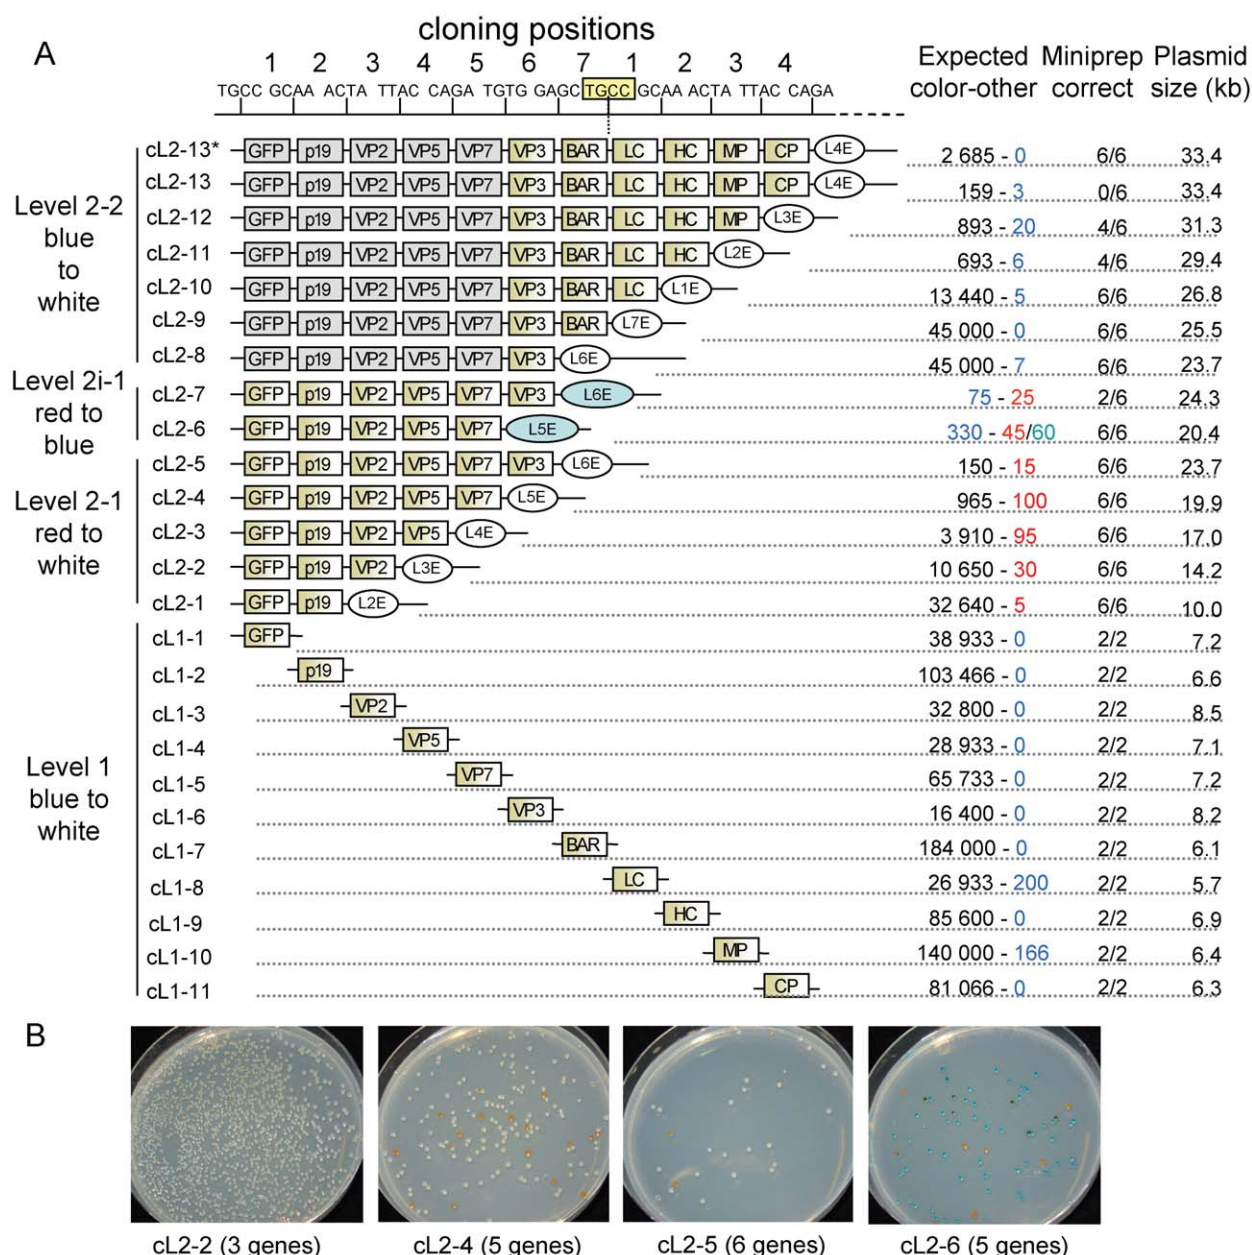 A
cloning positions
1 2 3 4 5 6 7 1 2 3 4
TGCC GCAA ACTA TTAC CAGA TGTG GAGC TGCC GCAA ACTA TTAC CAGA
Expected color-other
Miniprep correct
Plasmid size (kb)
Level 2-2
blue
to
white
cL2-13* GFP p19 VP2 VP5 VP7 VP3 BAR LC HC MP CP L4E 2 685 - 0 6/6 33.4
cL2-13 GFP p19 VP2 VP5 VP7 VP3 BAR LC HC MP CP L4E 159 - 3 0/6 33.4
cL2-12 GFP p19 VP2 VP5 VP7 VP3 BAR LC HC MP L3E 893 - 20 4/6 31.3
cL2-11 GFP p19 VP2 VP5 VP7 VP3 BAR LC HC L2E 693 - 6 4/6 29.4
cL2-10 GFP p19 VP2 VP5 VP7 VP3 BAR LC L1E 13 440 - 5 6/6 26.8
cL2-9 GFP p19 VP2 VP5 VP7 VP3 BAR L7E 45 000 - 0 6/6 25.5
cL2-8 GFP p19 VP2 VP5 VP7 VP3 L6E 45 000 - 7 6/6 23.7
Level 2i-1
red to
blue
cL2-7 GFP p19 VP2 VP5 VP7 VP3 L6E 75 - 25 2/6 24.3
cL2-6 GFP p19 VP2 VP5 VP7 L5E 330 - 45/60 6/6 20.4
Level 2-1
red to
white
cL2-5 GFP p19 VP2 VP5 VP7 VP3 L6E 150 - 15 6/6 23.7
cL2-4 GFP p19 VP2 VP5 VP7 L5E 965 - 100 6/6 19.9
cL2-3 GFP p19 VP2 VP5 L4E 3 910 - 95 6/6 17.0
cL2-2 GFP p19 VP2 L3E 10 650 - 30 6/6 14.2
cL2-1 GFP p19 L2E 32 640 - 5 6/6 10.0
Level 1
blue to
white
cL1-1 GFP 38 933 - 0 2/2 7.2
cL1-2 p19 103 466 - 0 2/2 6.6
cL1-3 VP2 32 800 - 0 2/2 8.5
cL1-4 VP5 28 933 - 0 2/2 7.1
cL1-5 VP7 65 733 - 0 2/2 7.2
cL1-6 VP3 16 400 - 0 2/2 8.2
cL1-7 BAR 184 000 - 0 2/2 6.1
cL1-8 LC 26 933 - 200 2/2 5.7
cL1-9 HC 85 600 - 0 2/2 6.9
cL1-10 MP 140 000 - 166 2/2 6.4
cL1-11 CP 81 066 - 0 2/2 6.3
B
cL2-2 (3 genes) cL2-4 (5 genes) cL2-5 (6 genes) cL2-6 (5 genes)